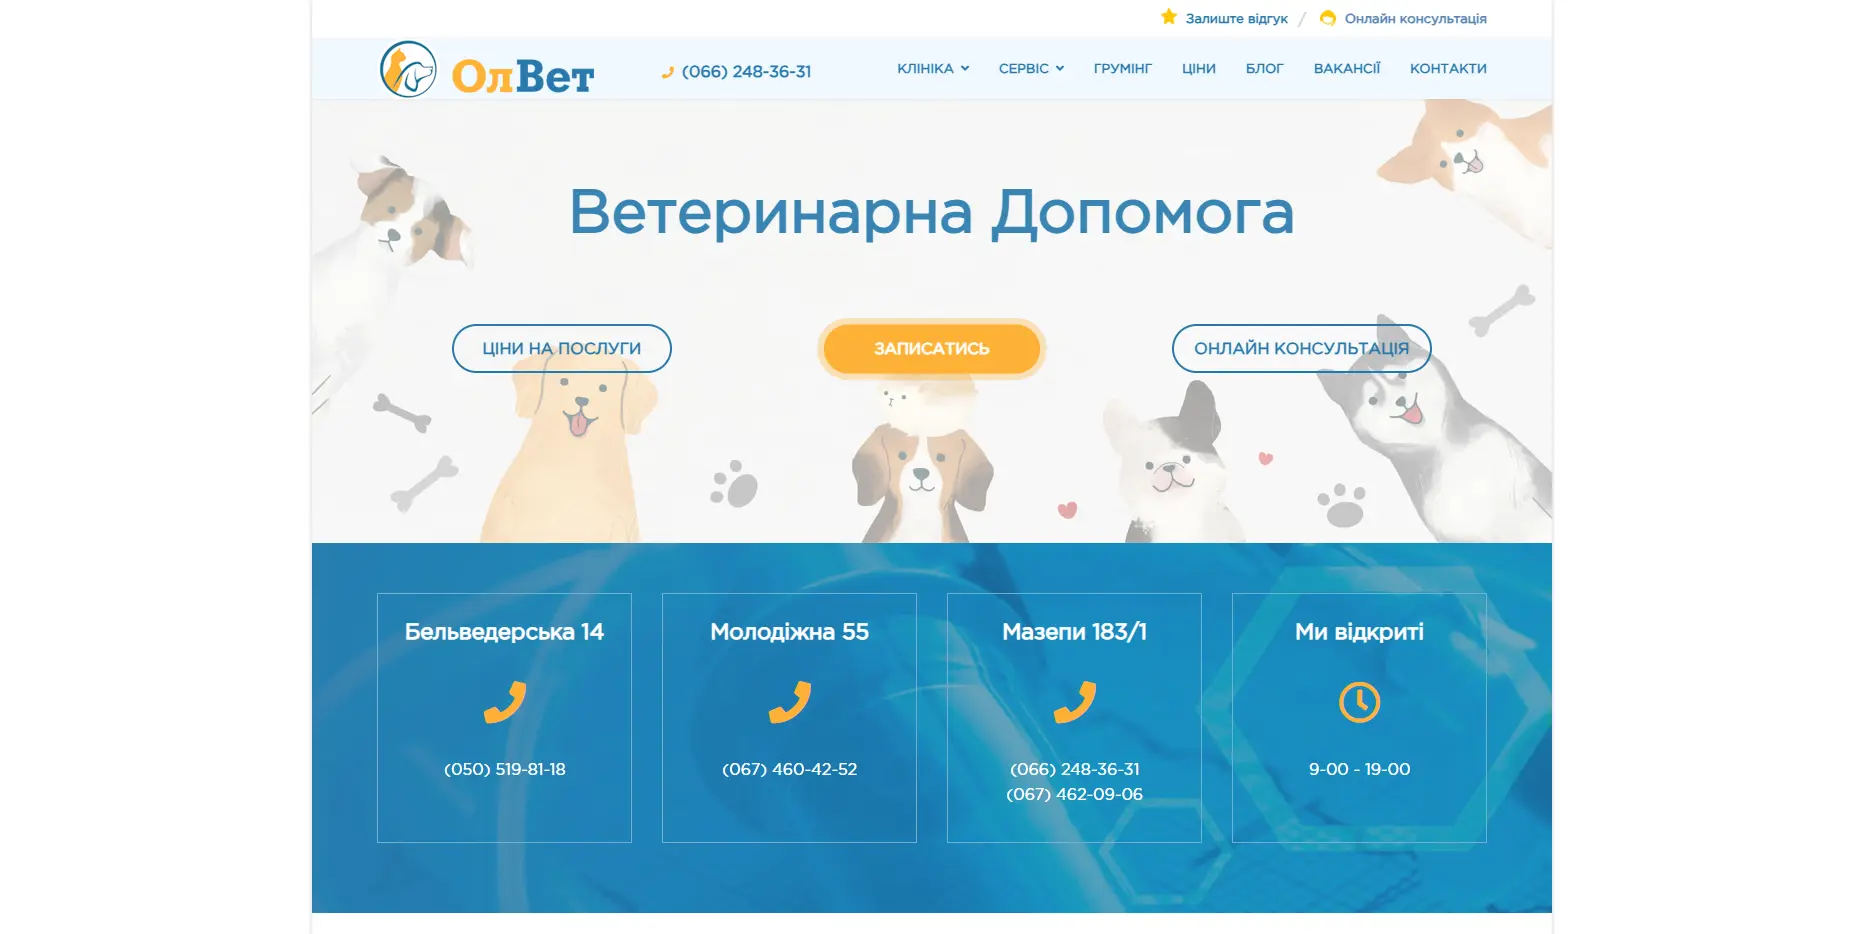 Залиште відгук / Онлайн консультація
ОлВет
(066) 248-36-31
КЛІНІКА СЕРВІС ГРУМІНГ ЦІНИ БЛОГ ВАКАНСІЇ КОНТАКТИ
Ветеринарна Допомога
ЦІНИ НА ПОСЛУГИ
ЗАПИСАТИСЬ
ОНЛАЙН КОНСУЛЬТАЦІЯ
Бельведерська 14
(050) 519-81-18
Молодіжна 55
(067) 460-42-52
Мазепи 183/1
(066) 248-36-31
(067) 462-09-06
Ми відкриті
9-00 - 19-00